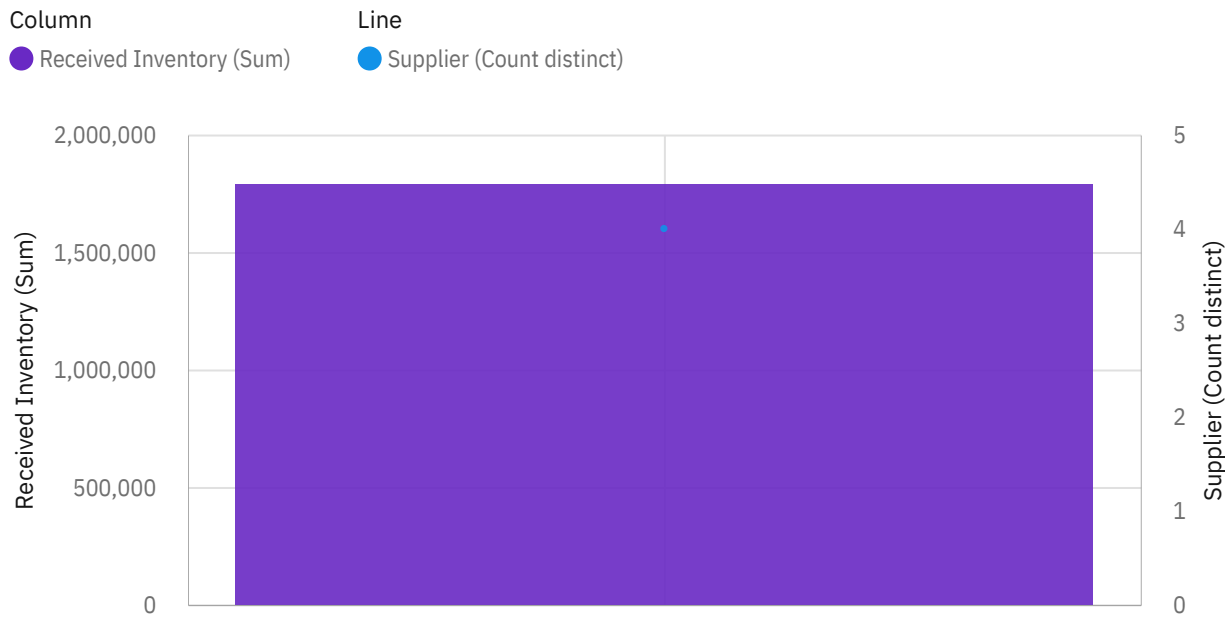 Column
Line
Received Inventory (Sum)
Supplier (Count distinct)
2,000,000
1,500,000
1,000,000
500,000
0
Received Inventory (Sum)
5
4
3
2
1
0
Supplier (Count distinct)